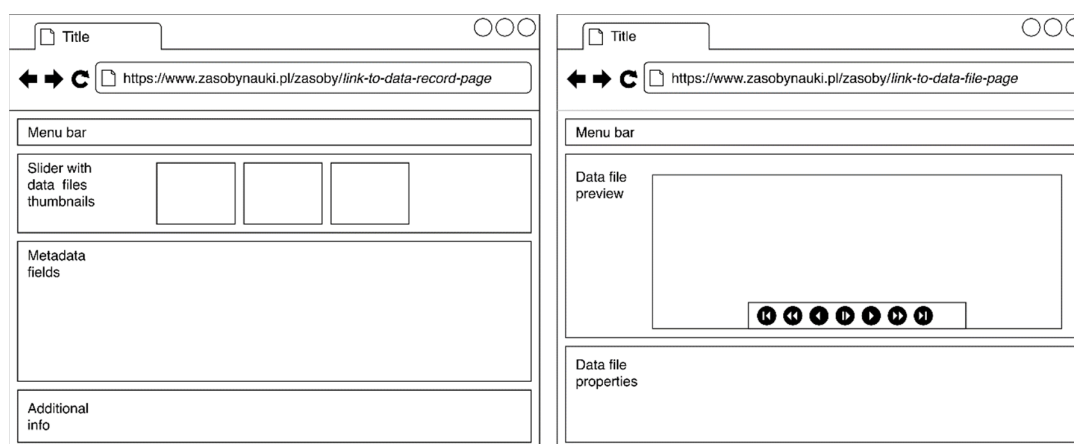 Title
https://www.zasobynauki.pl/zasoby/link-to-data-record-page
Menu bar
Slider with
data files
thumbnails
Metadata
fields
Additional
info
Title
https://www.zasobynauki.pl/zasoby/link-to-data-file-page
Menu bar
Data file
preview
Data file
properties